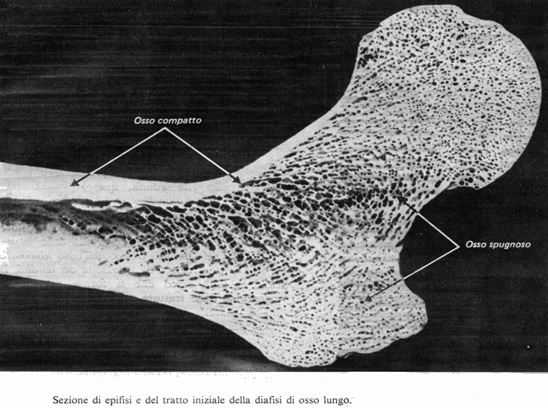 Osso compatto
Osso spugnoso
Sezione di epifisi e del tratto iniziale della diafisi di osso lungo.